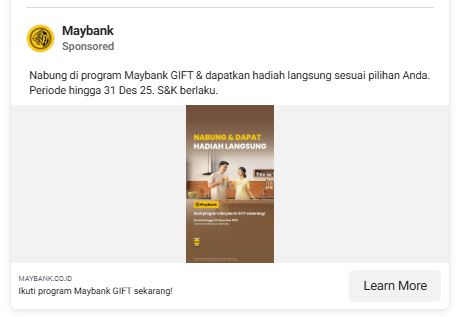 Maybank
Sponsored
Nabung di program Maybank GIFT & dapatkan hadiah langsung sesuai pilihan Anda.
Periode hingga 31 Des 25. S&K berlaku.
NABUNG & DAPAT
HADIAH LANGSUNG
Maybank
Ikuti program Maybank GIFT sekarang!
MAYBANK.CO.ID
Ikuti program Maybank GIFT sekarang!
Learn More